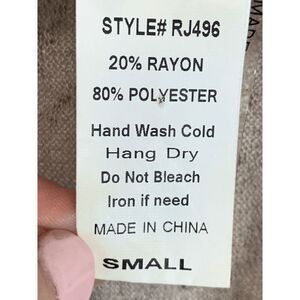 STYLE# RJ496
20% RAYON
80% POLYESTER
Hand Wash Cold
Hang Dry
Do Not Bleach
Iron if need
MADE IN CHINA
SMALL